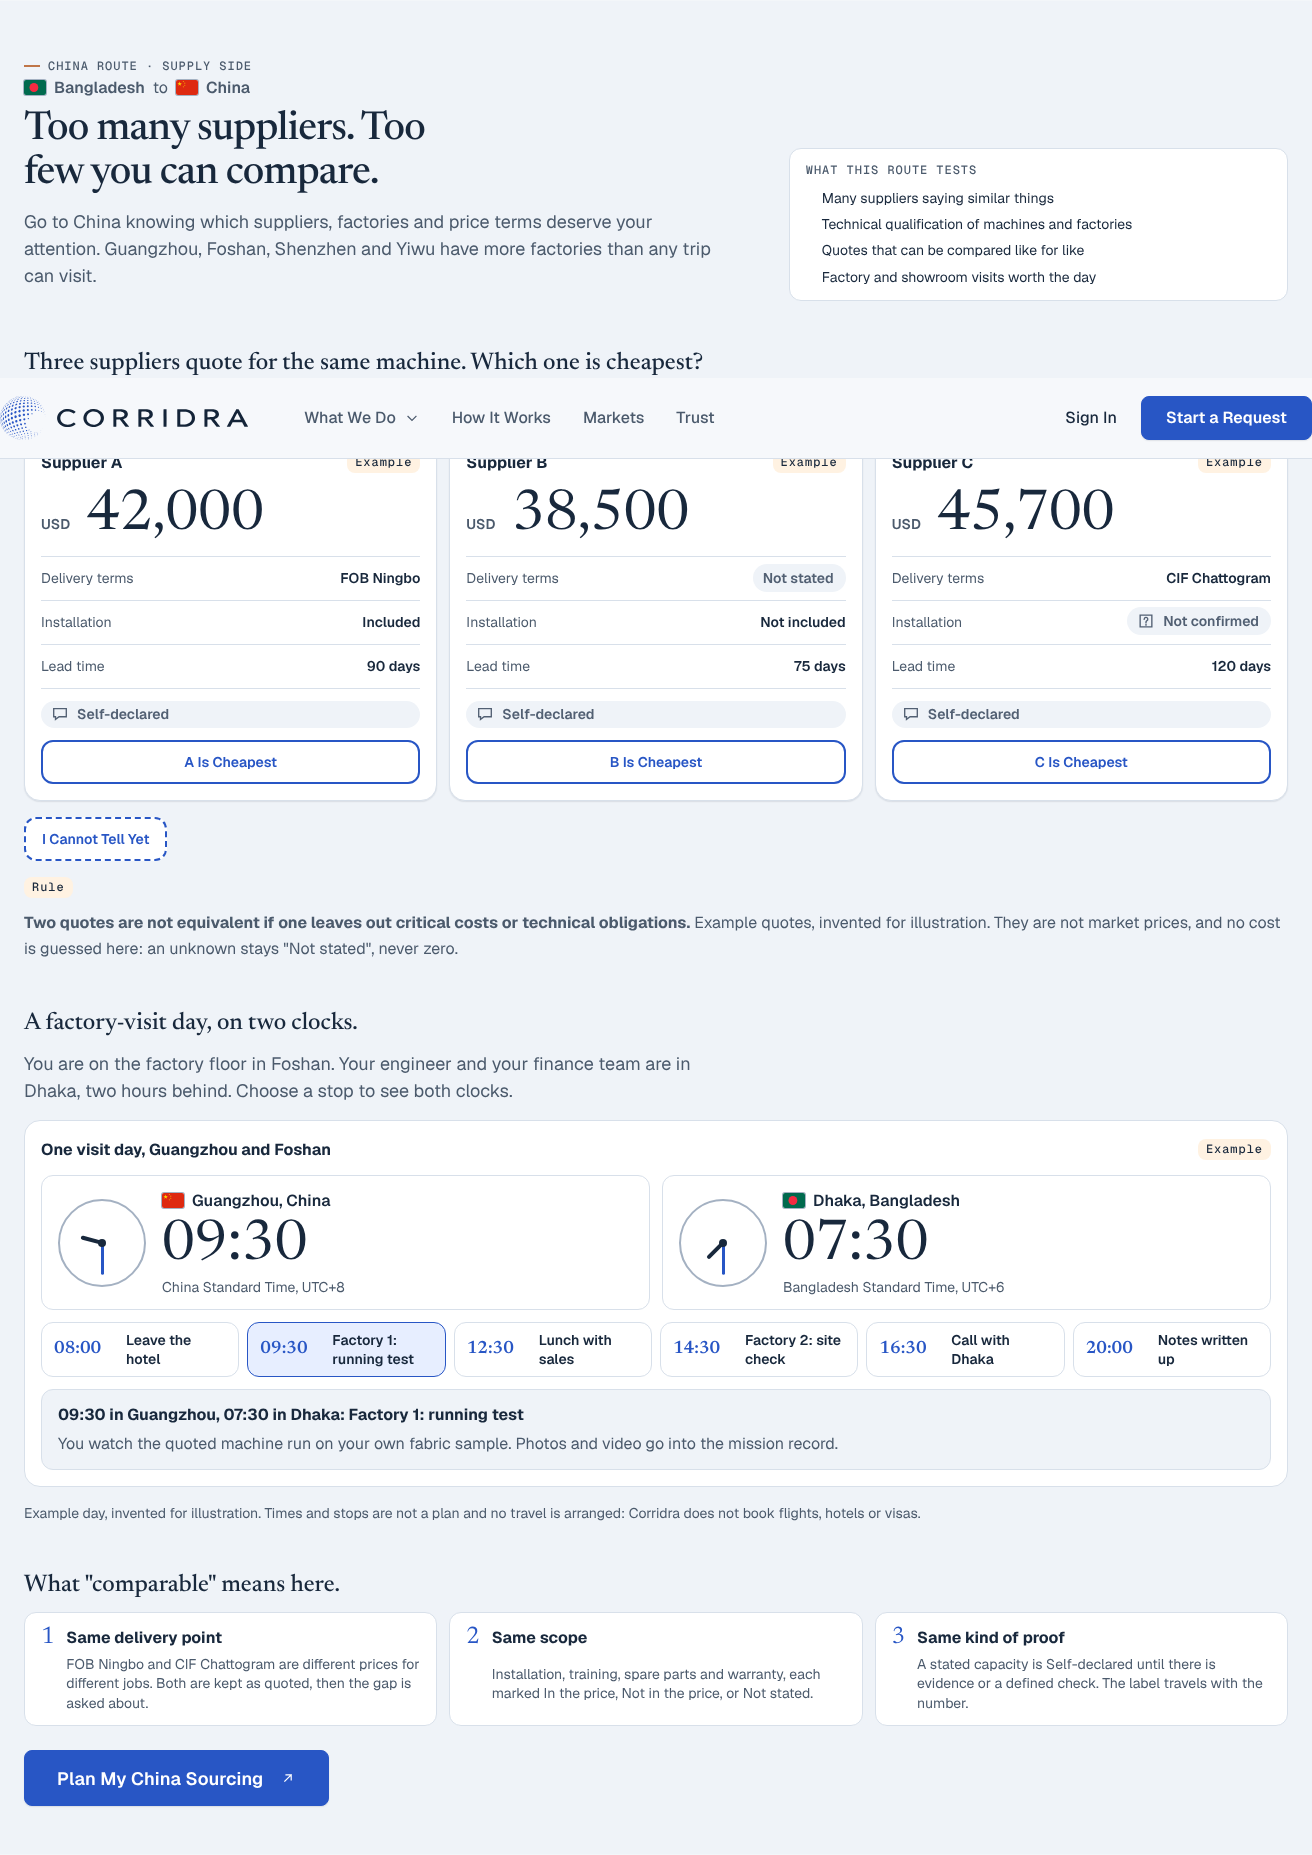 CHINA ROUTE · SUPPLY SIDE
Bangladesh to China
Too many suppliers. Too
few you can compare.
Go to China knowing which suppliers, factories and price terms deserve your
attention. Guangzhou, Foshan, Shenzhen and Yiwu have more factories than any trip
can visit.
WHAT THIS ROUTE TESTS
Many suppliers saying similar things
Technical qualification of machines and factories
Quotes that can be compared like for like
Factory and showroom visits worth the day
Three suppliers quote for the same machine. Which one is cheapest?
CORRIDRA
What We Do
How It Works
Markets
Trust
Sign In
Start a Request
Supplier A
Example
USD 42,000
Delivery terms FOB Ningbo
Installation Included
Lead time 90 days
Self-declared
A Is Cheapest
Supplier B
Example
USD 38,500
Delivery terms Not stated
Installation Not included
Lead time 75 days
Self-declared
B Is Cheapest
Supplier C
Example
USD 45,700
Delivery terms CIF Chattogram
Installation Not confirmed
Lead time 120 days
Self-declared
C Is Cheapest
I Cannot Tell Yet
Rule
Two quotes are not equivalent if one leaves out critical costs or technical obligations. Example quotes, invented for illustration. They are not market prices, and no cost
is guessed here: an unknown stays "Not stated", never zero.
A factory-visit day, on two clocks.
You are on the factory floor in Foshan. Your engineer and your finance team are in
Dhaka, two hours behind. Choose a stop to see both clocks.
One visit day, Guangzhou and Foshan
Example
Guangzhou, China
09:30
China Standard Time, UTC+8
Dhaka, Bangladesh
07:30
Bangladesh Standard Time, UTC+6
08:00 Leave the
hotel
09:30 Factory 1:
running test
12:30 Lunch with
sales
14:30 Factory 2: site
check
16:30 Call with
Dhaka
20:00 Notes written
up
09:30 in Guangzhou, 07:30 in Dhaka: Factory 1: running test
You watch the quoted machine run on your own fabric sample. Photos and video go into the mission record.
Example day, invented for illustration. Times and stops are not a plan and no travel is arranged: Corridra does not book flights, hotels or visas.
What "comparable" means here.
1 Same delivery point
FOB Ningbo and CIF Chattogram are different prices for
different jobs. Both are kept as quoted, then the gap is
asked about.
2 Same scope
Installation, training, spare parts and warranty, each
marked In the price, Not in the price, or Not stated.
3 Same kind of proof
A stated capacity is Self-declared until there is
evidence or a defined check. The label travels with the
number.
Plan My China Sourcing